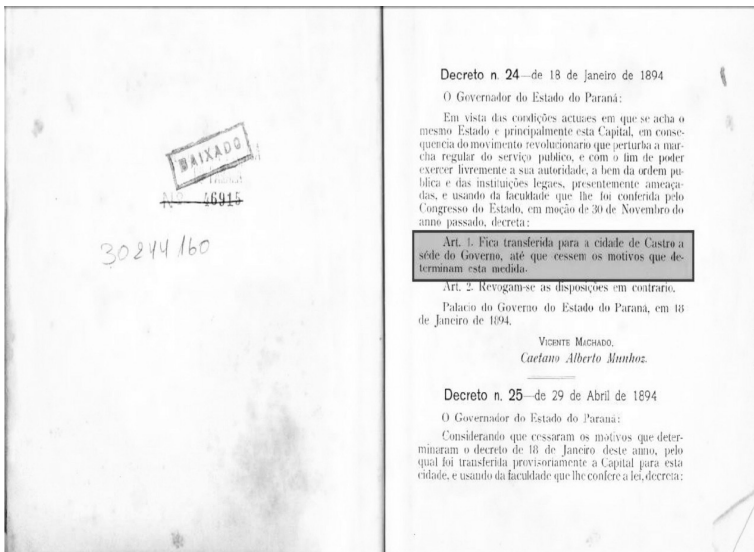 BAIXADO
No 46915
30244160
Decreto n. 24—de 18 de Janeiro de 1894
O Governador do Estado do Paraná:
Em vista das condições actuaes em que se acha o
mesmo Estado e principalmente esta Capital, em conse-
quencia do movimento revolucionario que perturba a mar-
cha regular do serviço publico, e com o fim de poder
exercer livremente a sua autoridade, a bem da ordem pu-
blica e das instituições legaes, presentemente ameaça-
das, e usando da faculdade que lhe foi conferida pelo
Congresso do Estado, em moção de 30 de Novembro do
anno passado, decreta:
Art. 1. Fica transferida para a cidade de Castro a
séde do Governo, até que cessem os motivos que de-
terminam esta medida.
Art. 2. Revogam-se as disposições em contrario.
Palacio do Governo do Estado do Paraná, em 18
de Janeiro de 1894.
VICENTE MACHADO.
Caetano Alberto Munhoz.
Decreto n. 25—de 29 de Abril de 1894
O Governador do Estado do Paraná:
Considerando que cessaram os motivos que deter-
minaram o decreto de 18 de Janeiro deste anno, pelo
qual foi transferida provisoriamente a Capital para esta
cidade, e usando da faculdade que lhe confere a lei, decreta: